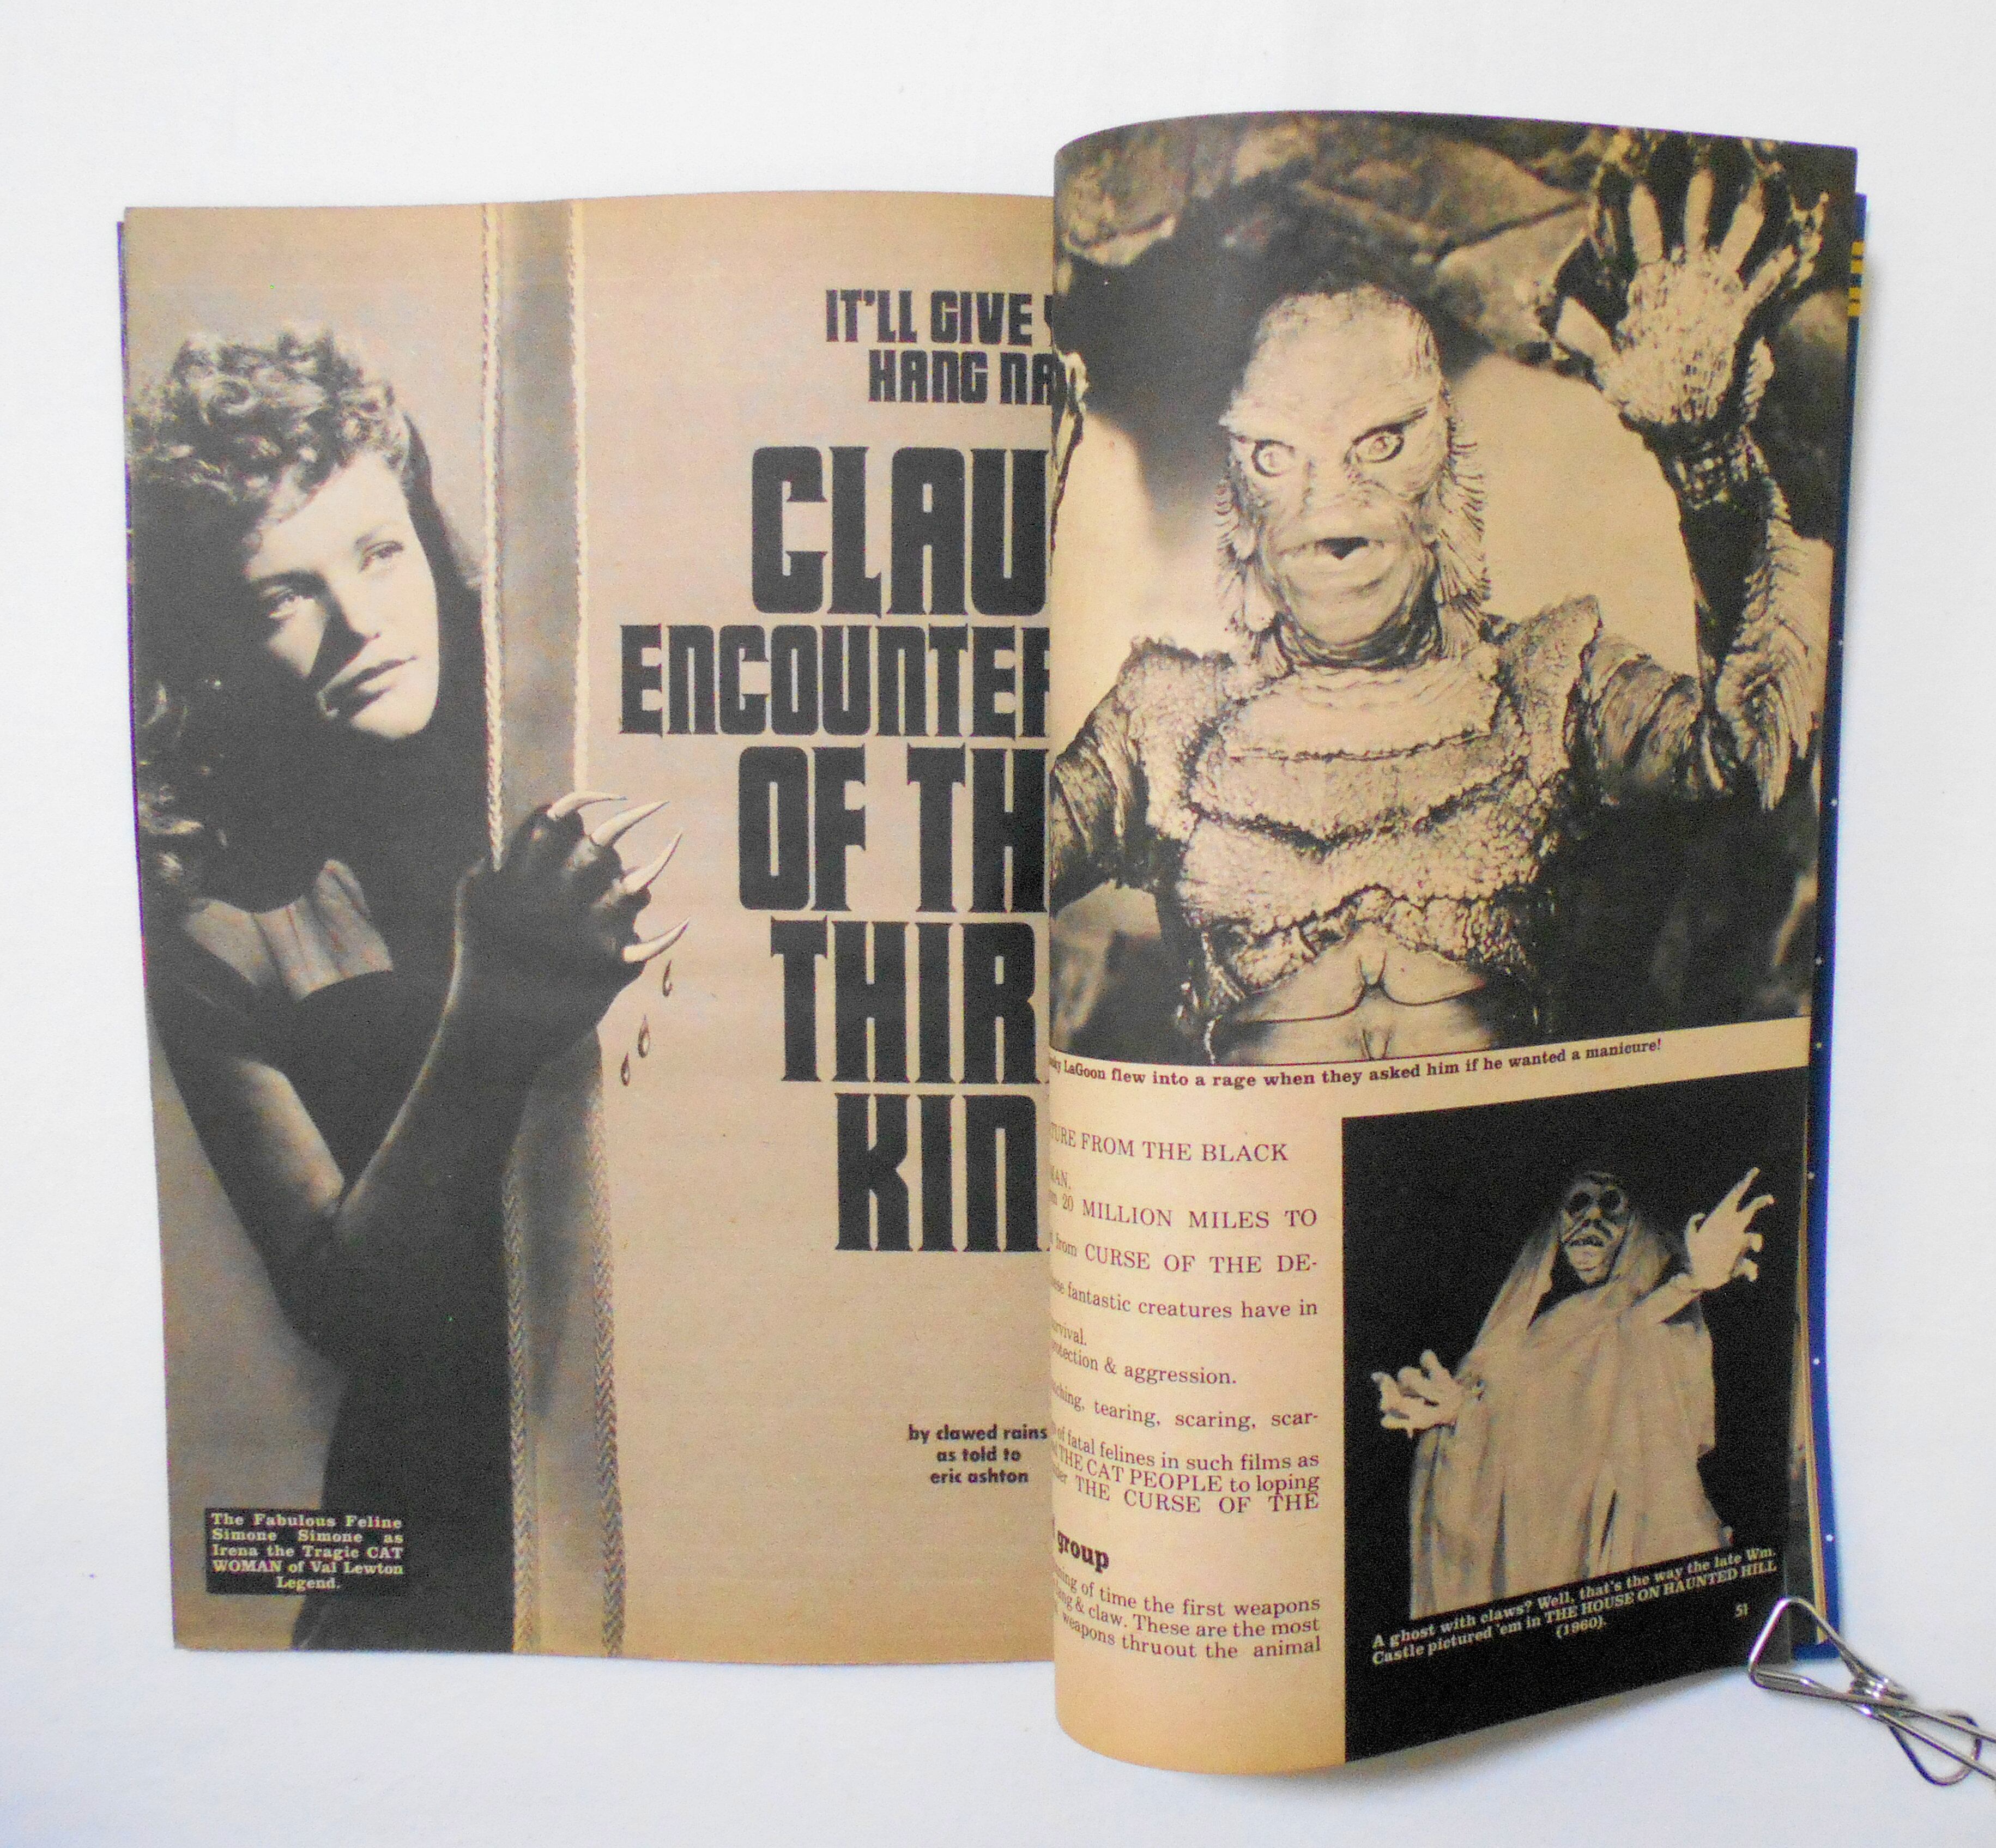 IT'LL GIVE
HANG
CLAU
ENCOUNTER
OF TH
THIR
KIN
by clawed rains
as told to
eric ashton
The Fabulous Feline
Simone Simone as
Irena the Tragic CAT
WOMAN of Val Lewton
Legend.
LaGoon flew into a rage when they asked him if he wanted a manicure!
FROM THE BLACK
20 MILLION MILES TO
from CURSE OF THE DE-
fantastic creatures have in
& aggression.
tearing, scaring, scar-
of fatal felines in such films as
THE CAT PEOPLE to loping
THE CURSE OF THE
group
of time the first weapons
& claw. These are the most
weapons thruout the animal
A ghost with claws? Well, that's the way the late Wm.
Castle pictured 'em in THE HOUSE ON HAUNTED HILL
(1960).
51